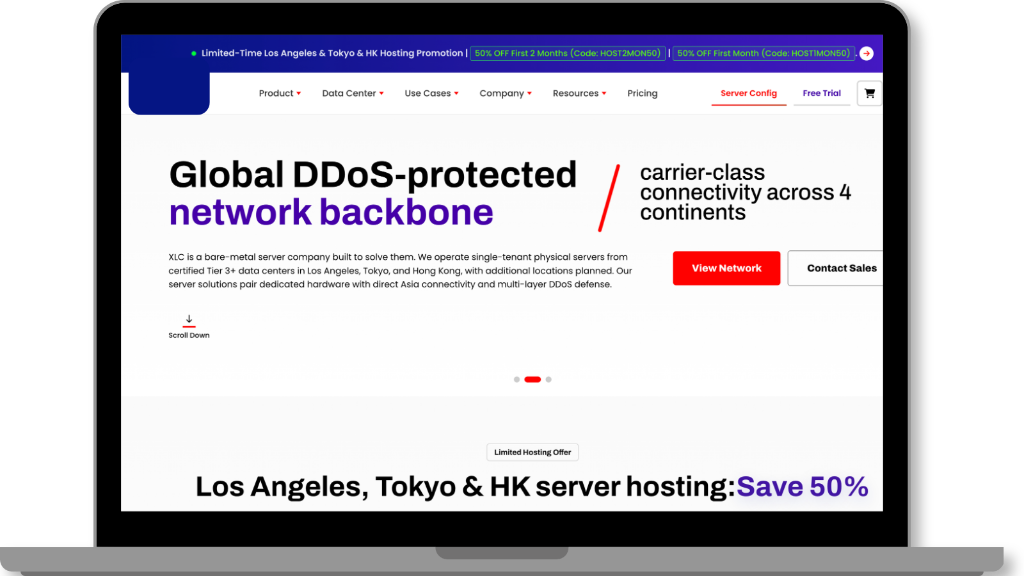 Limited-Time Los Angeles & Tokyo & HK Hosting Promotion | 50% OFF First 2 Months (Code: HOST2MON50) | 50% OFF First Month (Code: HOST1MON50) .
Product Data Center Use Cases Company Resources Pricing Server Config Free Trial
Global DDoS-protected
network backbone
carrier-class
connectivity across 4
continents
XLC is a bare-metal server company built to solve them. We operate single-tenant physical servers from
certified Tier 3+ data centers in Los Angeles, Tokyo, and Hong Kong, with additional locations planned. Our
server solutions pair dedicated hardware with direct Asia connectivity and multi-layer DDoS defense.
View Network Contact Sales
Scroll Down
Limited Hosting Offer
Los Angeles, Tokyo & HK server hosting:Save 50%